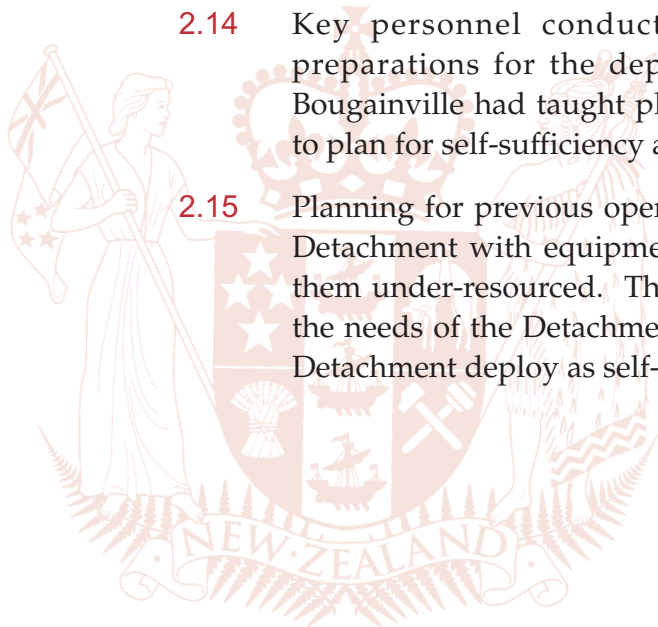 2.14 Key personnel conduct
preparations for the dep
Bougainville had taught pl
to plan for self-sufficiency a
2.15 Planning for previous oper
Detachment with equipme
them under-resourced. Th
the needs of the Detachme
Detachment deploy as self-
NEW·ZEALAND